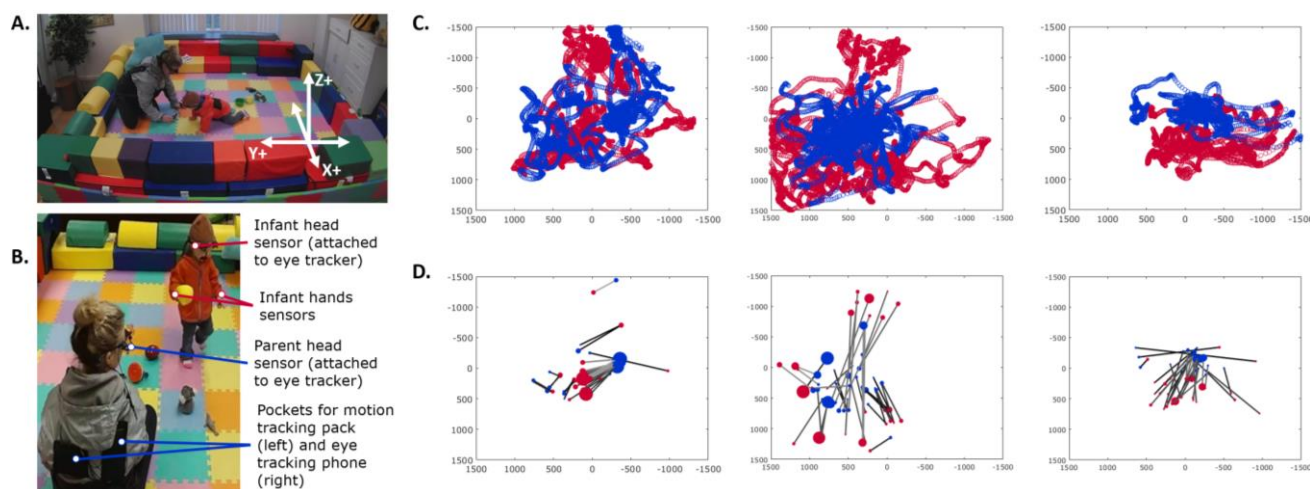 A.
Z+
Y+
X+
B.
Infant head
sensor (attached
to eye tracker)
Infant hands
sensors
Parent head
sensor (attached
to eye tracker)
Pockets for motion
tracking pack
(left) and eye
tracking phone
(right)
C.
-1500
-1000
-500
0
500
1000
1500
1500 1000 500 0 -500 -1000 -1500
-1500
-1000
-500
0
500
1000
1500
1500 1000 500 0 -500 -1000 -1500
-1500
-1000
-500
0
500
1000
1500
1500 1000 500 0 -500 -1000 -1500
D.
-1500
-1000
-500
0
500
1000
1500
1500 1000 500 0 -500 -1000 -1500
-1500
-1000
-500
0
500
1000
1500
1500 1000 500 0 -500 -1000 -1500
-1500
-1000
-500
0
500
1000
1500
1500 1000 500 0 -500 -1000 -1500